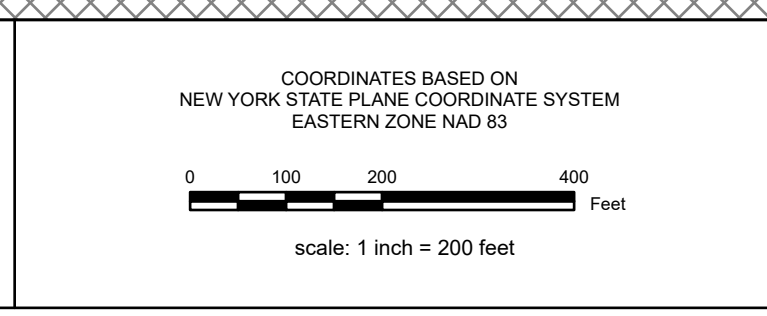 COORDINATES BASED ON
NEW YORK STATE PLANE COORDINATE SYSTEM
EASTERN ZONE NAD 83
0 100 200 400
Feet
scale: 1 inch = 200 feet